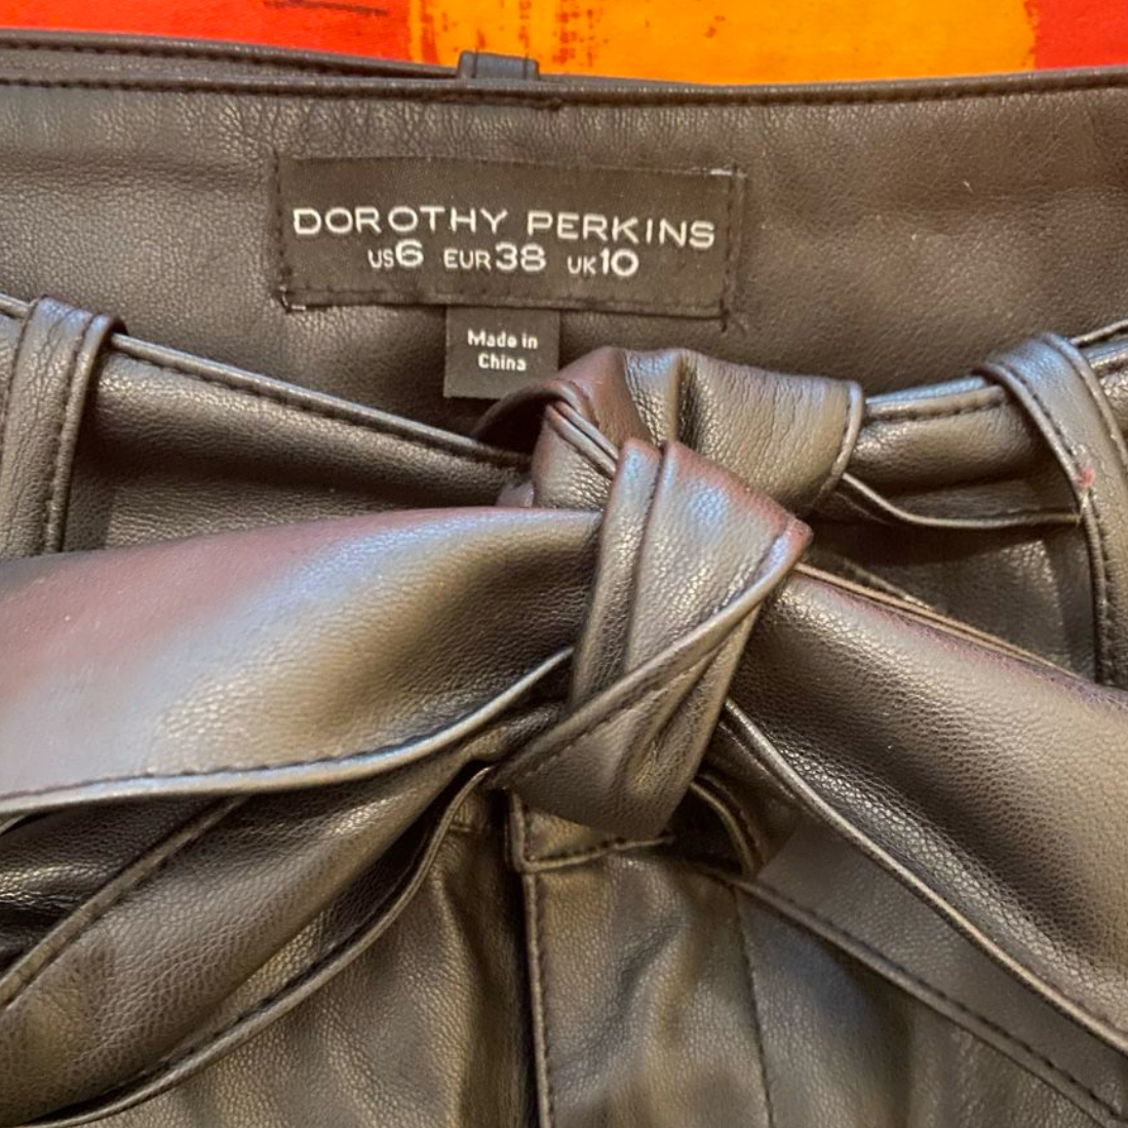 DOROTHY PERKINS
US6 EUR38 UK10
Made in
China